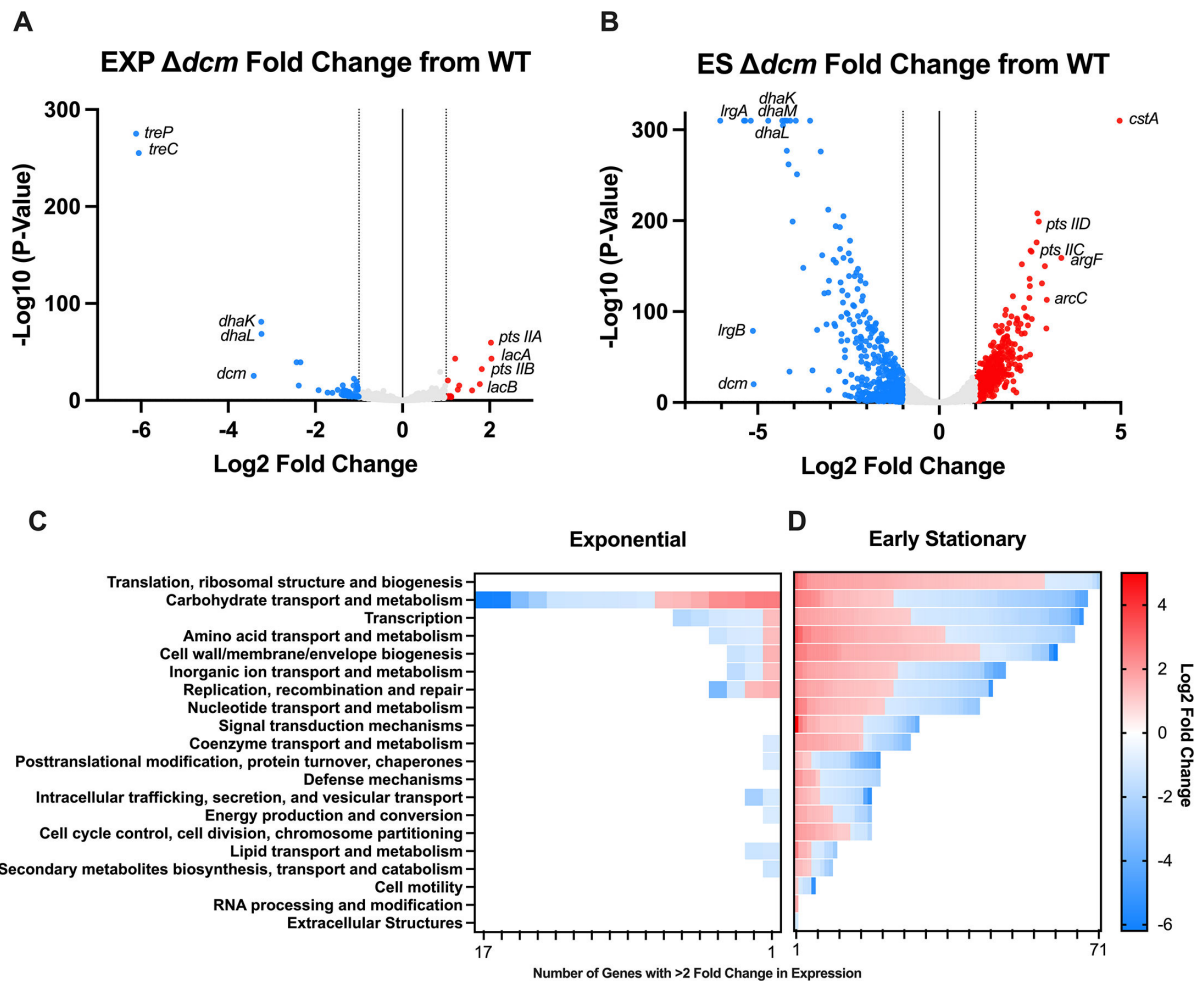 A
EXP Δdcm Fold Change from WT
300
200
100
0
-Log10 (P-Value)
treP
treC
dhaK
dhaL
dcm
pts IIA
lacA
pts IIB
lacB
-6
-4
-2
0
2
Log2 Fold Change
B
ES Δdcm Fold Change from WT
300
200
100
0
-Log10 (P-Value)
lrgA
dhaK
dhaM
dhaL
cstA
pts IID
pts IIC
argF
arcC
lrgB
dcm
-5
0
5
Log2 Fold Change
C
Exponential
D
Early Stationary
Translation, ribosomal structure and biogenesis
Carbohydrate transport and metabolism
Transcription
Amino acid transport and metabolism
Cell wall/membrane/envelope biogenesis
Inorganic ion transport and metabolism
Replication, recombination and repair
Nucleotide transport and metabolism
Signal transduction mechanisms
Coenzyme transport and metabolism
Posttranslational modification, protein turnover, chaperones
Defense mechanisms
Intracellular trafficking, secretion, and vesicular transport
Energy production and conversion
Cell cycle control, cell division, chromosome partitioning
Lipid transport and metabolism
Secondary metabolites biosynthesis, transport and catabolism
Cell motility
RNA processing and modification
Extracellular Structures
17
1
1
71
Number of Genes with >2 Fold Change in Expression
4
2
0
-2
-4
-6
Log2 Fold Change